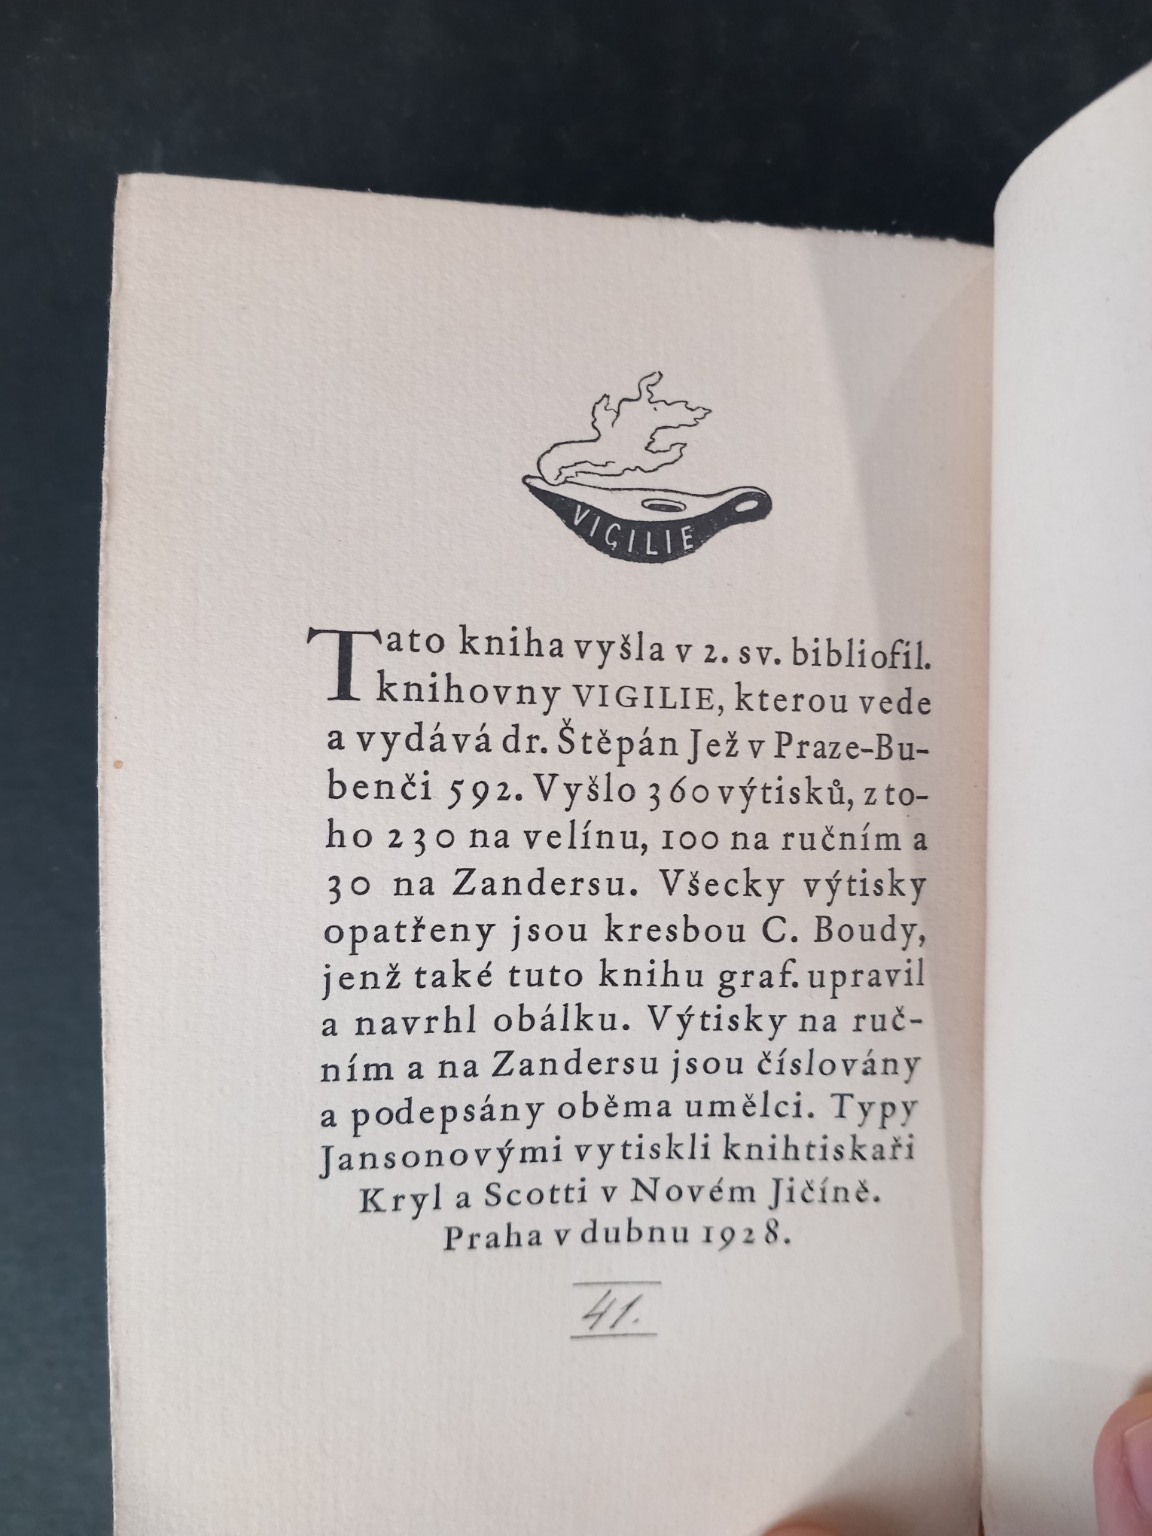 VIGILIE
Tato kniha vyšla v 2. sv. bibliofil.
knihovny VIGILIE, kterou vede
a vydává dr. Štěpán Jež v Praze-Bu-
benči 592. Vyšlo 360 výtisků, z to-
ho 230 na velínu, 100 na ručním a
30 na Zandersu. Všecky výtisky
opatřeny jsou kresbou C. Boudy,
jenž také tuto knihu graf. upravil
a navrhl obálku. Výtisky na ruč-
ním a na Zandersu jsou číslovány
a podepsány oběma umělci. Typy
Jansonovými vytiskli knihtiskaři
Kryl a Scotti v Novém Jičíně.
Praha v dubnu 1928.
41.